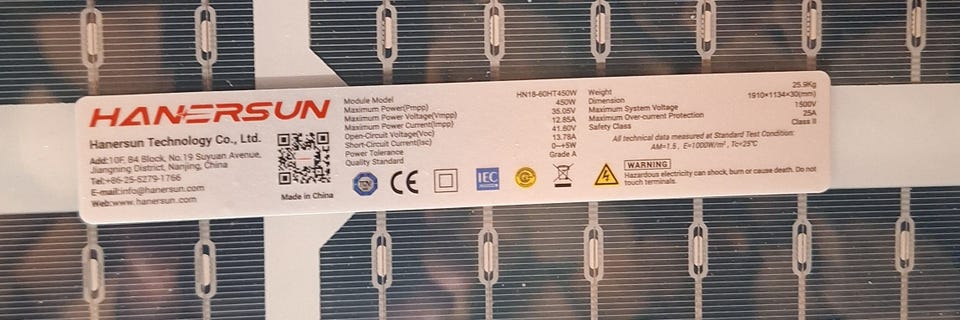 HANERSUN
Hanersun Technology Co., Ltd.
Add:10F, B4 Block, No.19 Suyuan Avenue,
Jiangning District, Nanjing, China
Tel:+86-25-5279-1766
E-mail:info@hanersun.com
Web:www.hanersun.com
Made in China
Module Model HN18-60HT450W
Maximum Power(Pmpp) 450W
Maximum Power Voltage(Vmpp) 35.05V
Maximum Power Current(Impp) 12.85A
Open-Circuit Voltage(Voc) 41.60V
Short-Circuit Current(Isc) 13.78A
Power Tolerance 0~+5W
Quality Standard Grade A
CE
IEC
Weight 25.9Kg
Dimension 1910×1134×30(mm)
Maximum System Voltage 1500V
Maximum Over-current Protection 25A
Safety Class Class II
All technical data measured at Standard Test Condition:
AM=1.5, E=1000W/m², Tc=25℃
WARNING
Hazardous electricity can shock, burn or cause death. Do not
touch terminals.